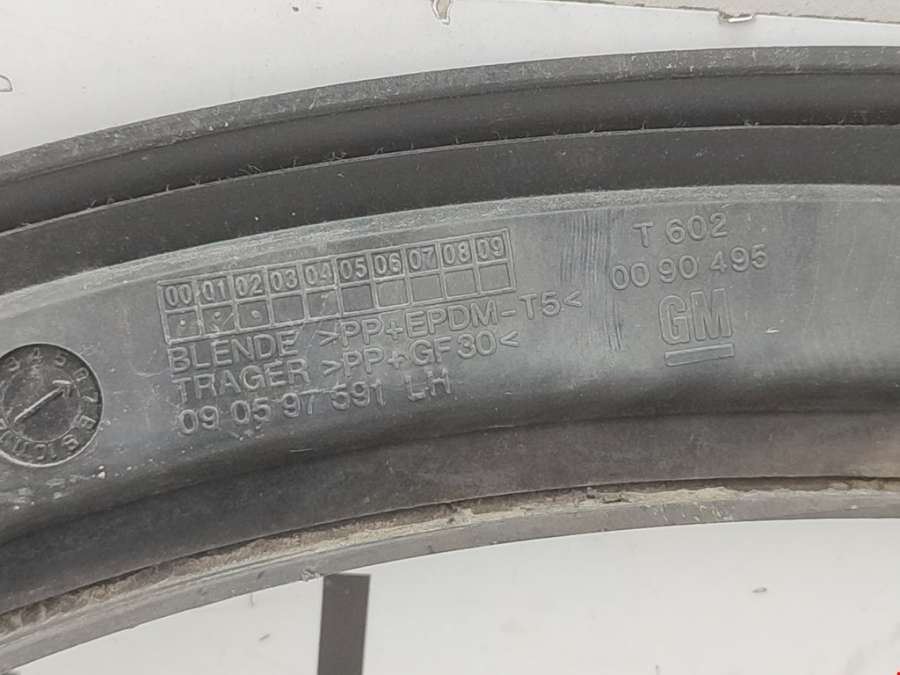 T 602
00 90 495
GM
00 01 02 03 04 05 06 07 08 09
BLENDE >PP+EPDM-T5<
TRAGER >PP+GF30<
09 05 97 591 LH